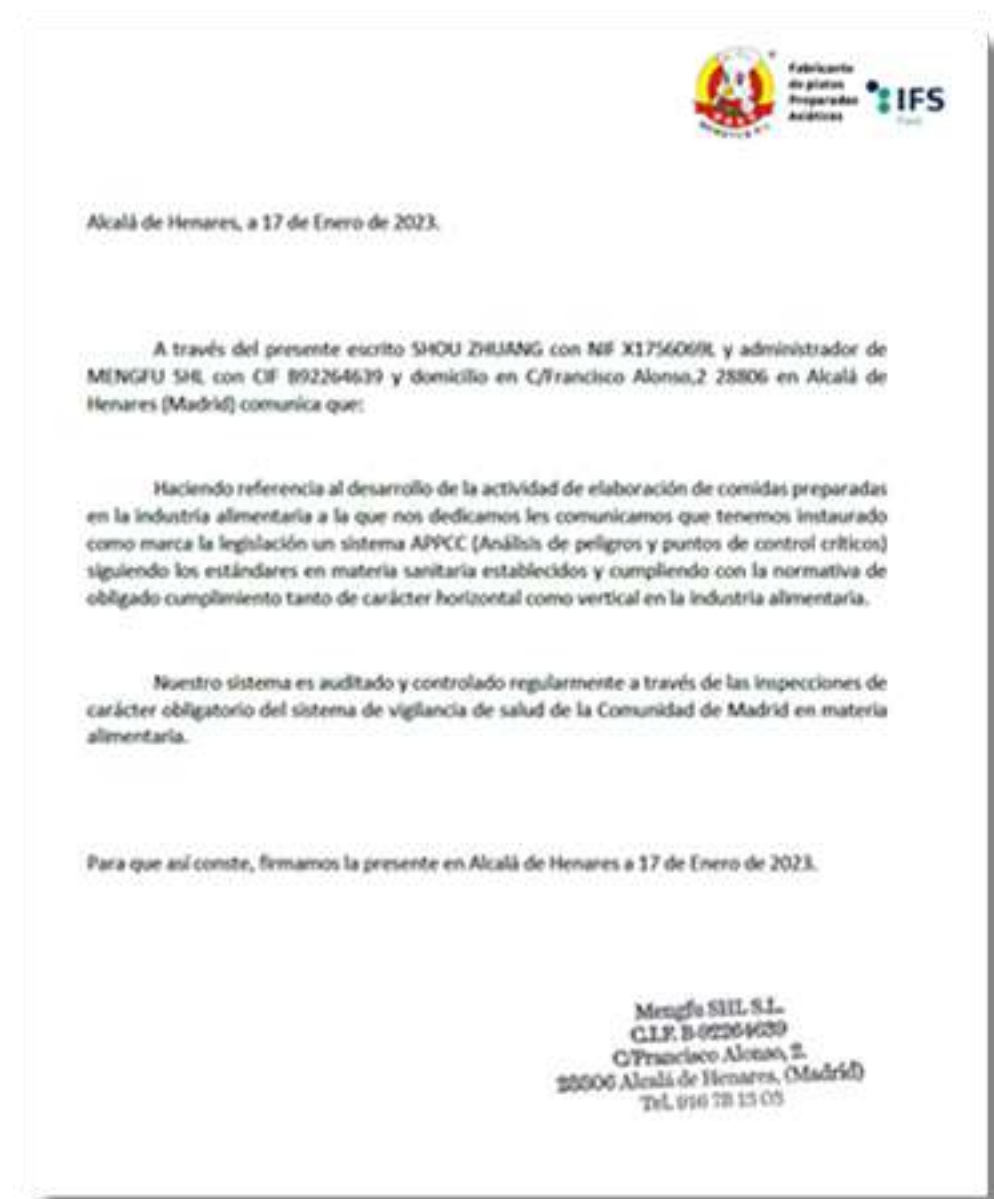 Fabricante
de platos
Preparados
Asiáticos
IFS
Food
Alcalá de Henares, a 17 de Enero de 2023.
A través del presente escrito SHOU ZHUANG con NIF X1756069L y administrador de
MENGFU SHL con CIF B92264639 y domicilio en C/Francisco Alonso,2 28806 en Alcalá de
Henares (Madrid) comunica que:
Haciendo referencia al desarrollo de la actividad de elaboración de comidas preparadas
en la industria alimentaria a la que nos dedicamos les comunicamos que tenemos instaurado
como marca la legislación un sistema APPCC (Análisis de peligros y puntos de control críticos)
siguiendo los estándares en materia sanitaria establecidos y cumpliendo con la normativa de
obligado cumplimiento tanto de carácter horizontal como vertical en la industria alimentaria.
Nuestro sistema es auditado y controlado regularmente a través de las inspecciones de
carácter obligatorio del sistema de vigilancia de salud de la Comunidad de Madrid en materia
alimentaria.
Para que así conste, firmamos la presente en Alcalá de Henares a 17 de Enero de 2023.
Mengfu SHL S.L.
C.I.F. B-92264639
C/Francisco Alonso, 2.
28806 Alcalá de Henares, (Madrid)
Tel. 916 78 13 03